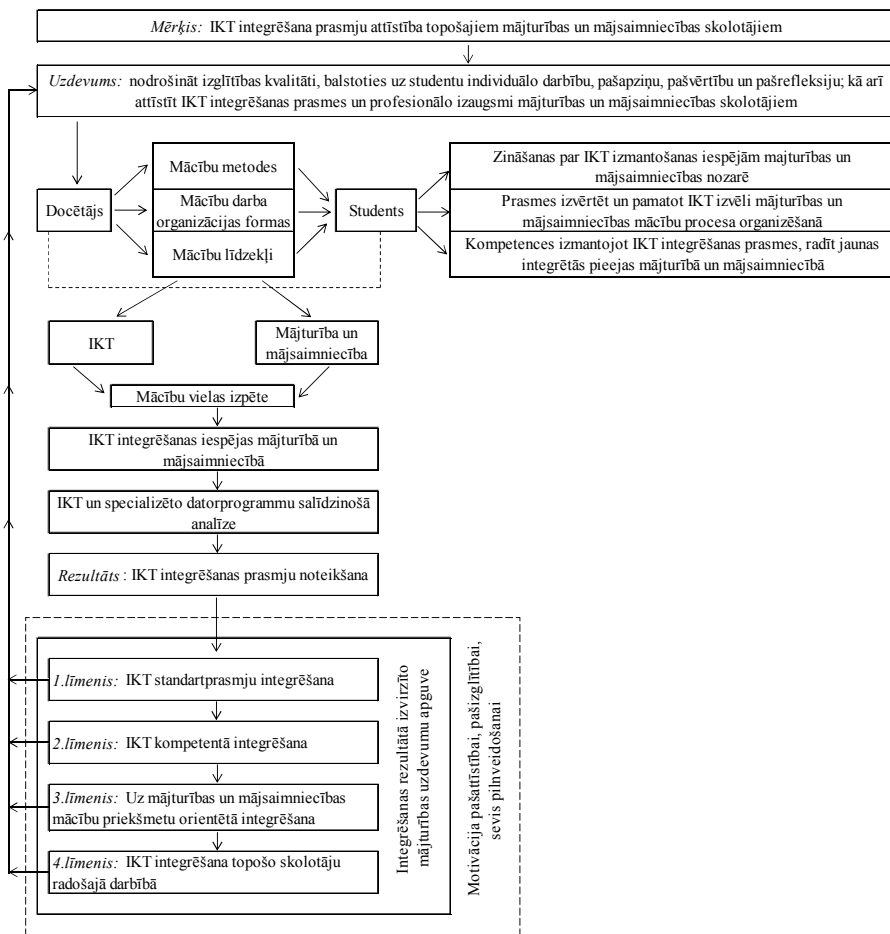 Mērķis: IKT integrēšana prasmju attīstība topošajiem mājturības un mājsaimniecības skolotājiem
Uzdevums: nodrošināt izglītības kvalitāti, balstoties uz studentu individuālo darbību, pašapziņu, pašvērtību un pašrefleksiju; kā arī
attīstīt IKT integrēšanas prasmes un profesionālo izaugsmi mājturības un mājsaimniecības skolotājiem
Docētājs
Mācību metodes
Mācību darba
organizācijas formas
Mācību līdzekļi
Students
Zināšanas par IKT izmantošanas iespējām majturības un
mājsaimniecības nozarē
Prasmes izvērtēt un pamatot IKT izvēli mājturības un
mājsaimniecības mācību procesa organizēšanā
Kompetences izmantojot IKT integrēšanas prasmes, radīt jaunas
integrētās pieejas mājturībā un mājsaimniecībā
IKT
Mājturība un
mājsaimniecība
Mācību vielas izpēte
IKT integrēšanas iespējas mājturībā un
mājsaimniecībā
IKT un specializēto datorprogrammu salīdzinošā
analīze
Rezultāts : IKT integrēšanas prasmju noteikšana
1.līmenis: IKT standartprasmju integrēšana
2.līmenis: IKT kompetentā integrēšana
3.līmenis: Uz mājturības un mājsaimniecības
mācību priekšmetu orientētā integrēšana
4.līmenis: IKT integrēšana topošo skolotāju
radošajā darbībā
Integrēšanas rezultātā izvirzīto
mājturības uzdevumu apguve
Motivācija pašattīstībai, pašizglītībai,
sevis pilnveidošanai